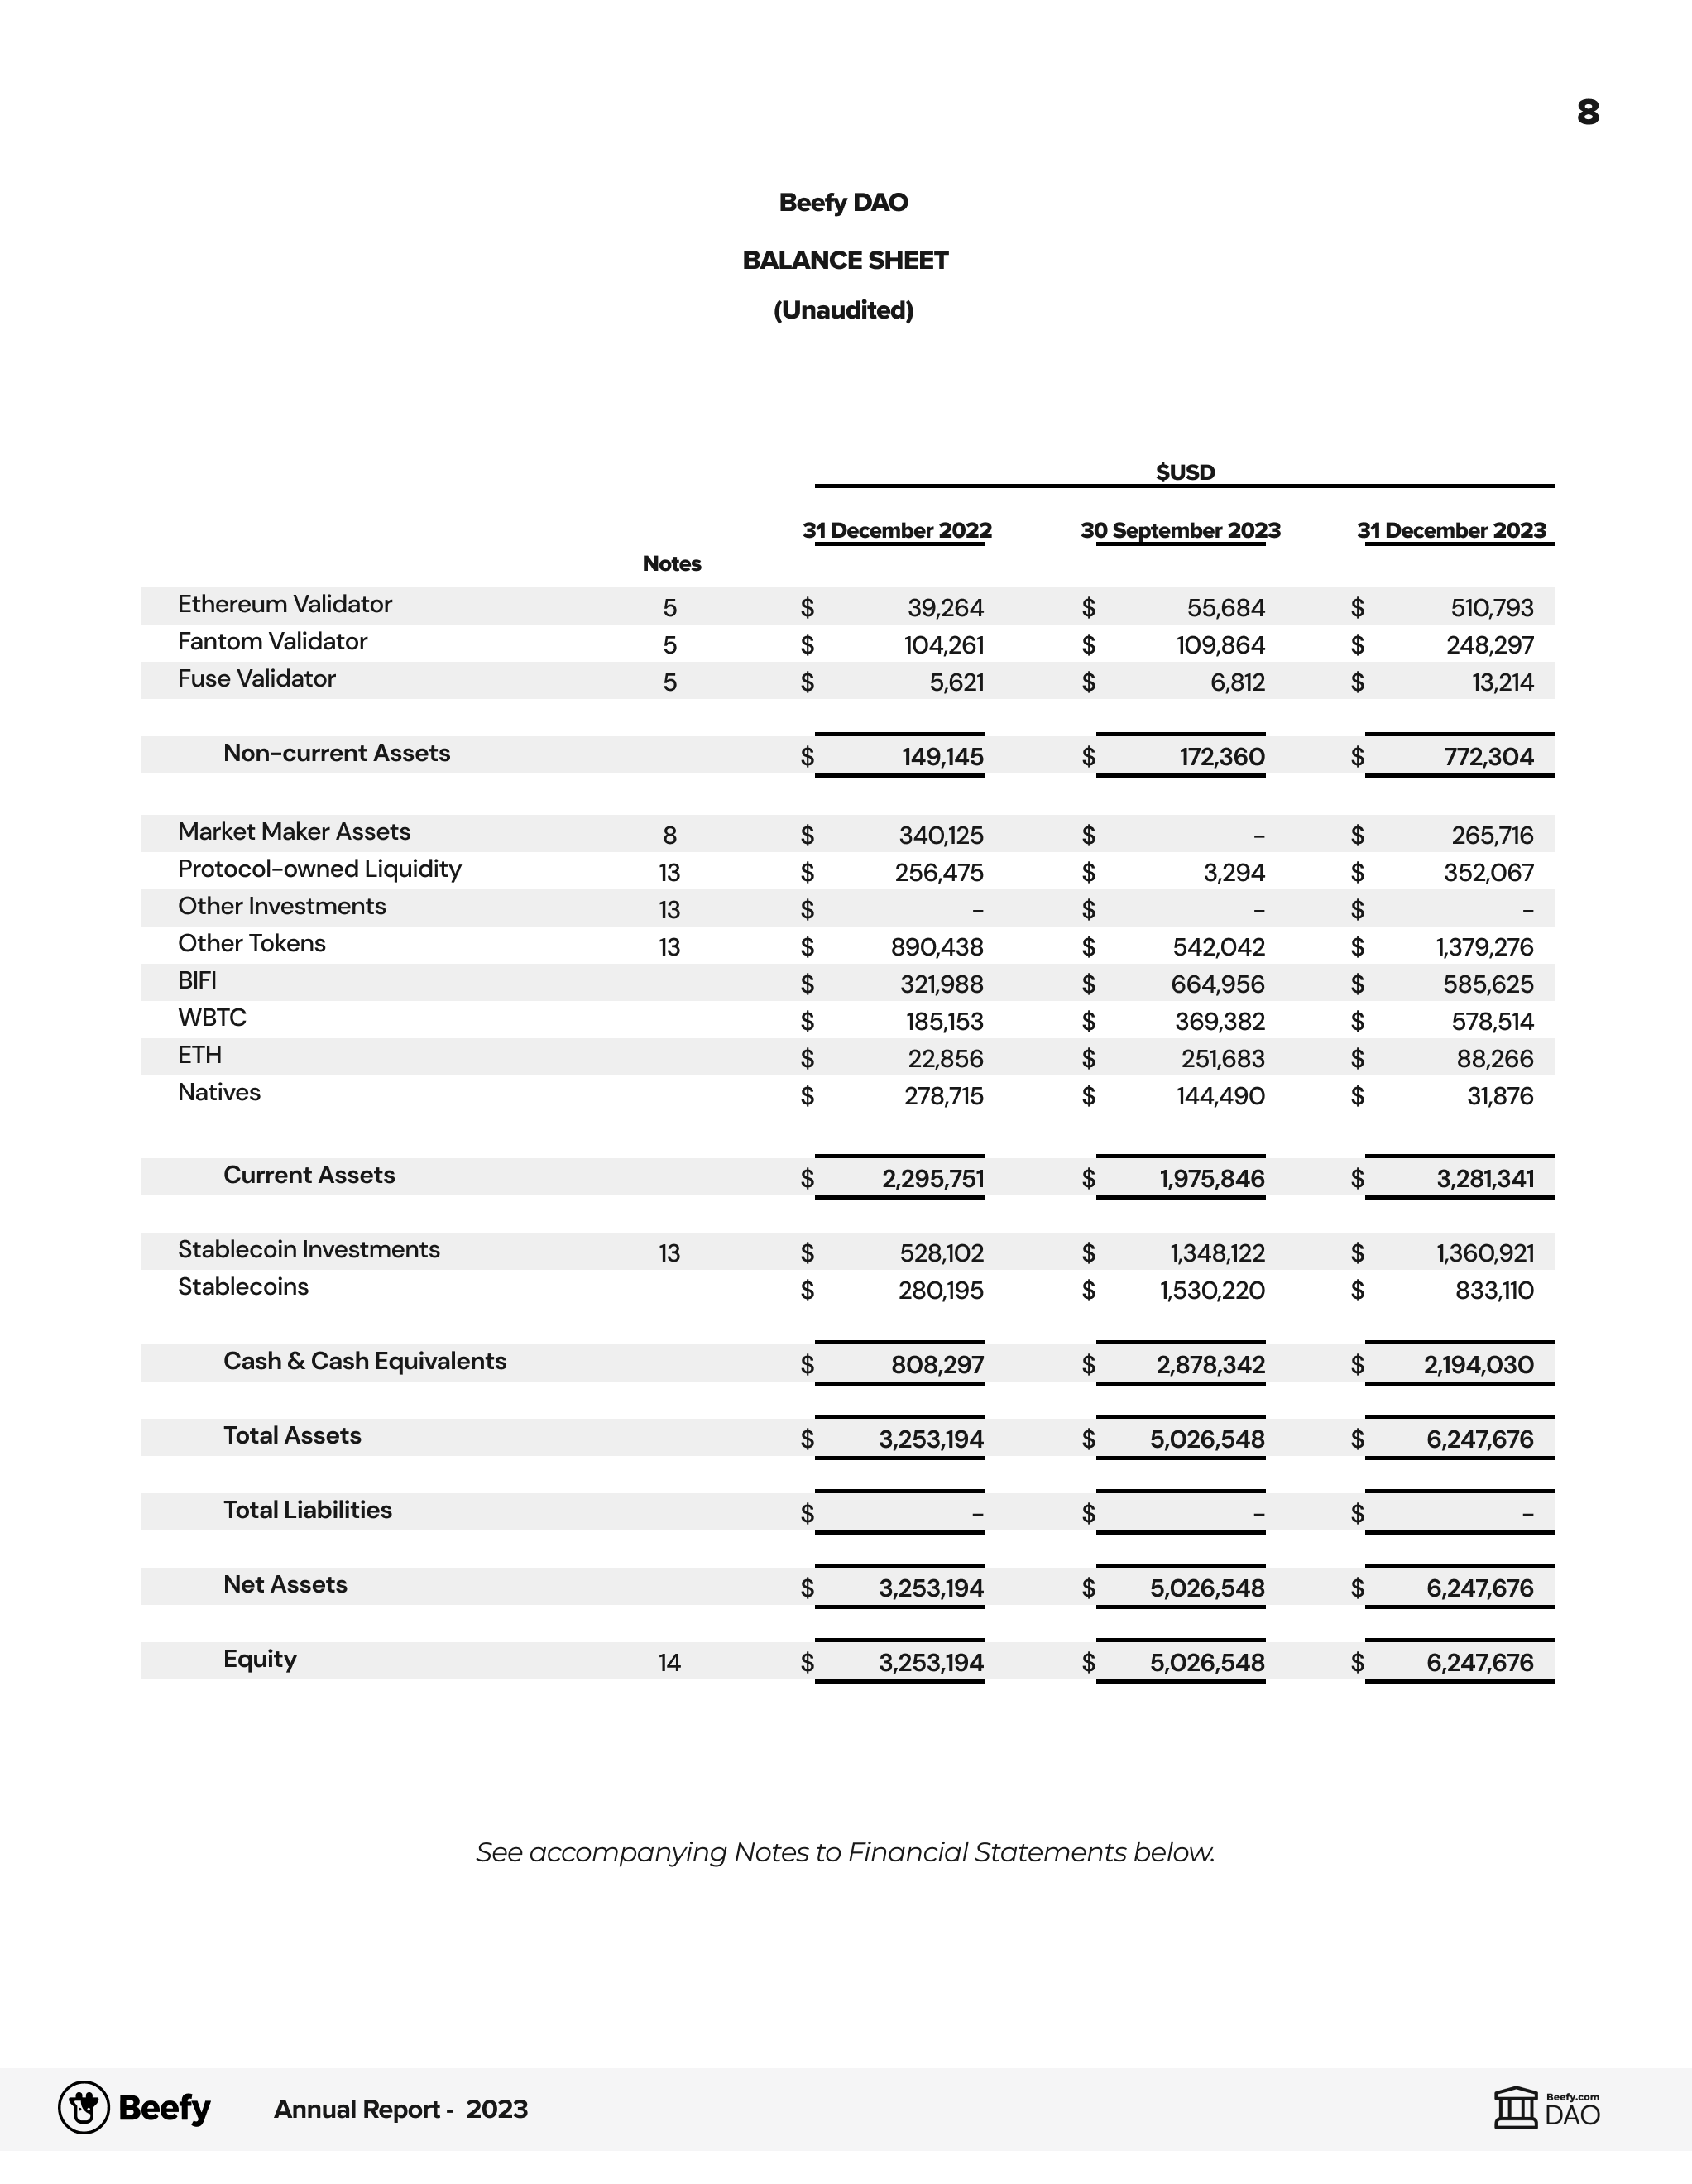 8
Beefy DAO
BALANCE SHEET
(Unaudited)
$USD
31 December 2022 30 September 2023 31 December 2023
Notes
Ethereum Validator 5 $ 39,264 $ 55,684 $ 510,793
Fantom Validator 5 $ 104,261 $ 109,864 $ 248,297
Fuse Validator 5 $ 5,621 $ 6,812 $ 13,214
Non-current Assets $ 149,145 $ 172,360 $ 772,304
Market Maker Assets 8 $ 340,125 $ - $ 265,716
Protocol-owned Liquidity 13 $ 256,475 $ 3,294 $ 352,067
Other Investments 13 $ - $ - $ -
Other Tokens 13 $ 890,438 $ 542,042 $ 1,379,276
BIFI $ 321,988 $ 664,956 $ 585,625
WBTC $ 185,153 $ 369,382 $ 578,514
ETH $ 22,856 $ 251,683 $ 88,266
Natives $ 278,715 $ 144,490 $ 31,876
Current Assets $ 2,295,751 $ 1,975,846 $ 3,281,341
Stablecoin Investments 13 $ 528,102 $ 1,348,122 $ 1,360,921
Stablecoins $ 280,195 $ 1,530,220 $ 833,110
Cash & Cash Equivalents $ 808,297 $ 2,878,342 $ 2,194,030
Total Assets $ 3,253,194 $ 5,026,548 $ 6,247,676
Total Liabilities $ - $ - $ -
Net Assets $ 3,253,194 $ 5,026,548 $ 6,247,676
Equity 14 $ 3,253,194 $ 5,026,548 $ 6,247,676
See accompanying Notes to Financial Statements below.
Beefy Annual Report - 2023
Beefy.com
DAO